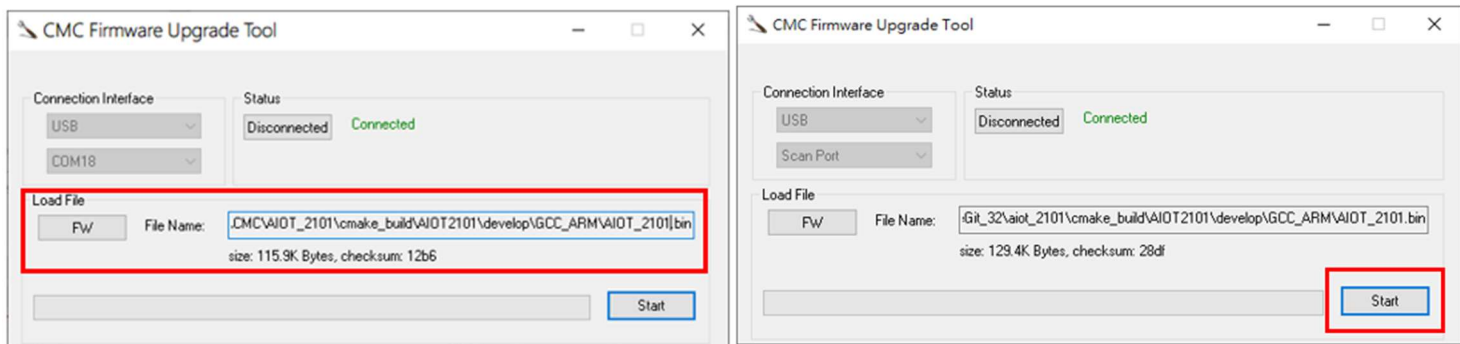 CMC Firmware Upgrade Tool
Connection Interface
Status
USB
Disconnected
Connected
COM18
Load File
FW
File Name:
.CMC\AIOT_2101\cmake_build\AIOT2101\develop\GCC_ARM\AIOT_2101.bin
size: 115.9K Bytes, checksum: 12b6
Start
CMC Firmware Upgrade Tool
Connection Interface
Status
USB
Disconnected
Connected
Scan Port
Load File
FW
File Name:
Git_32\aiot_2101\cmake_build\AIOT2101\develop\GCC_ARM\AIOT_2101.bin
size: 129.4K Bytes, checksum: 28df
Start